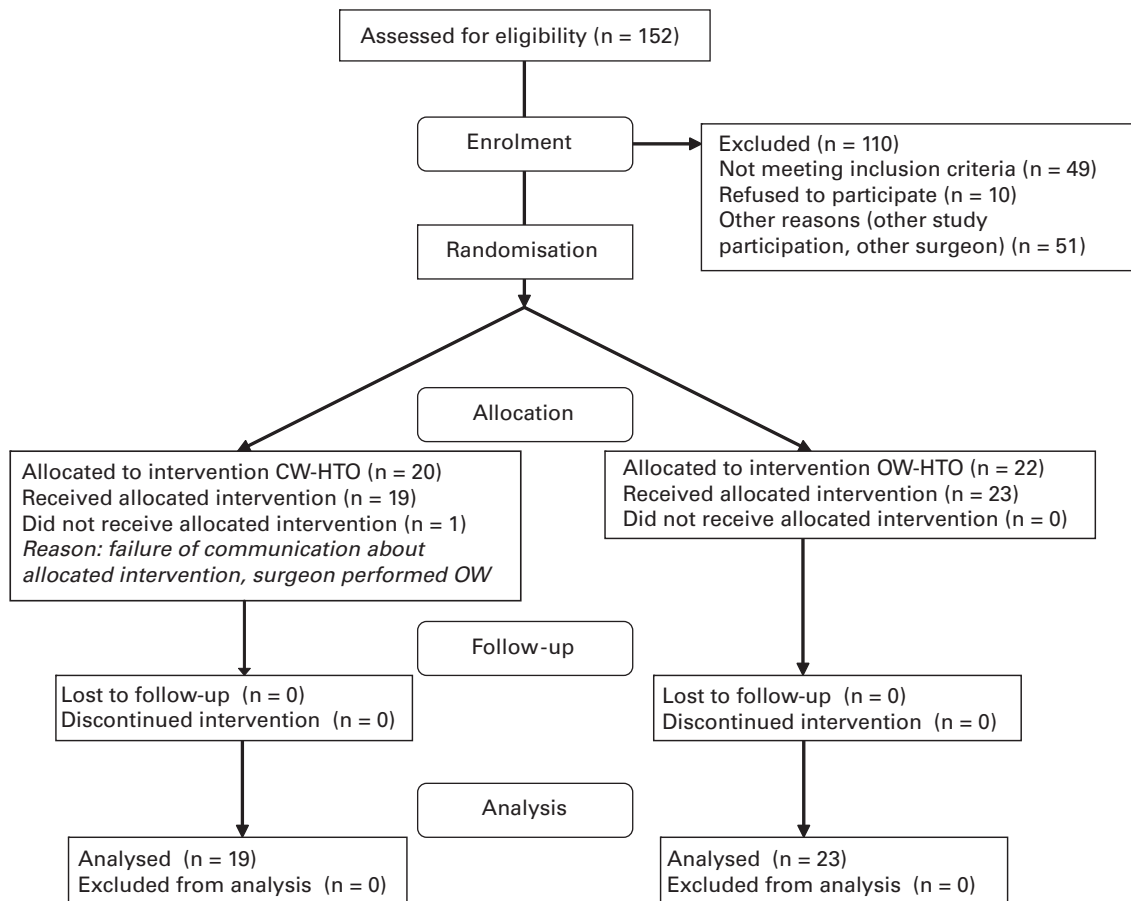 Assessed for eligibility (n = 152)
Enrolment
Excluded (n = 110)
Not meeting inclusion criteria (n = 49)
Refused to participate (n = 10)
Other reasons (other study
participation, other surgeon) (n = 51)
Randomisation
Allocation
Allocated to intervention CW-HTO (n = 20)
Received allocated intervention (n = 19)
Did not receive allocated intervention (n = 1)
Reason: failure of communication about
allocated intervention, surgeon performed OW
Allocated to intervention OW-HTO (n = 22)
Received allocated intervention (n = 23)
Did not receive allocated intervention (n = 0)
Follow-up
Lost to follow-up (n = 0)
Discontinued intervention (n = 0)
Lost to follow-up (n = 0)
Discontinued intervention (n = 0)
Analysis
Analysed (n = 19)
Excluded from analysis (n = 0)
Analysed (n = 23)
Excluded from analysis (n = 0)